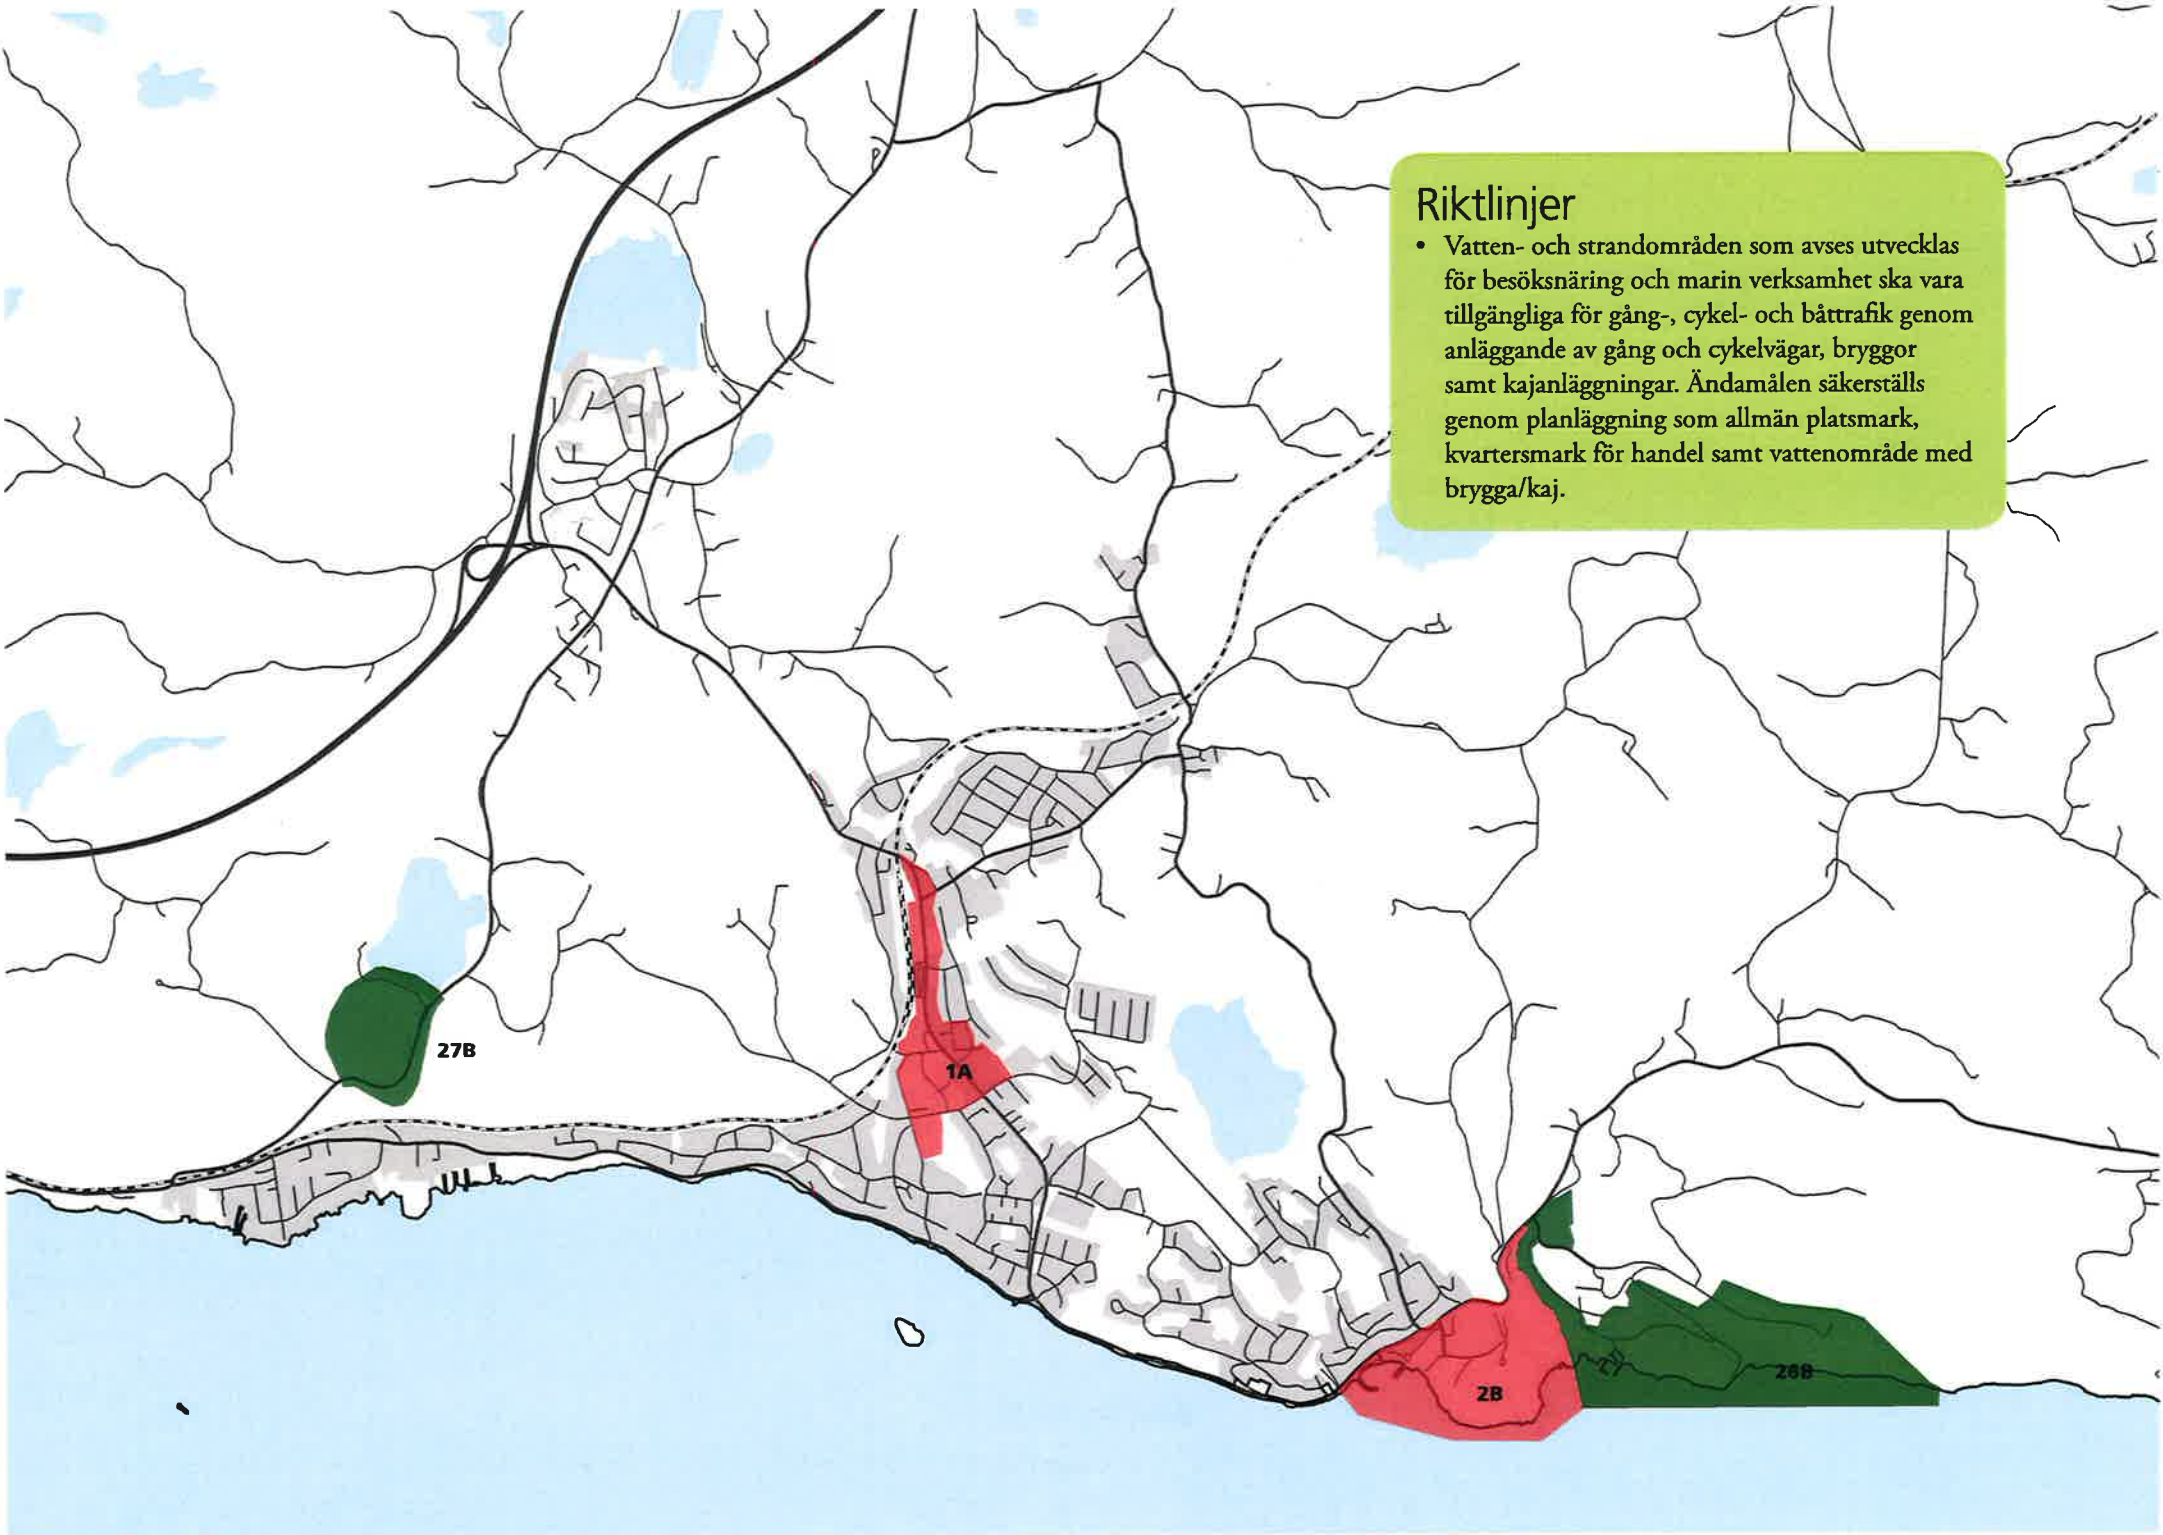 Riktlinjer
• Vatten- och strandområden som avses utvecklas
för besöksnäring och marin verksamhet ska vara
tillgängliga för gång-, cykel- och båttrafik genom
anläggande av gång och cykelvägar, bryggor
samt kajanläggningar. Ändamålen säkerställs
genom planläggning som allmän platsmark,
kvartersmark för handel samt vattenområde med
brygga/kaj.
27B
1A
2B
26B